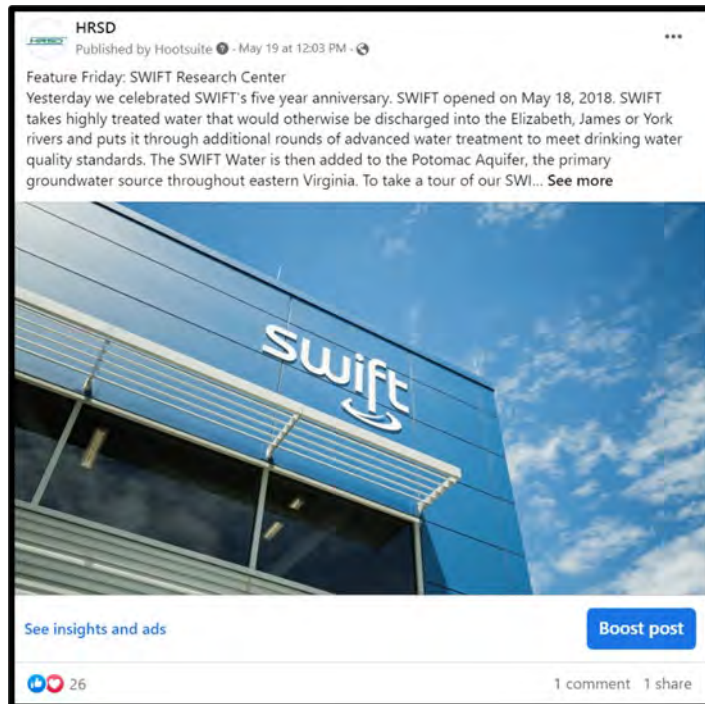 HRSD
HRSD
Published by Hootsuite · May 19 at 12:03 PM ·
Feature Friday: SWIFT Research Center
Yesterday we celebrated SWIFT's five year anniversary. SWIFT opened on May 18, 2018. SWIFT
takes highly treated water that would otherwise be discharged into the Elizabeth, James or York
rivers and puts it through additional rounds of advanced water treatment to meet drinking water
quality standards. The SWIFT Water is then added to the Potomac Aquifer, the primary
groundwater source throughout eastern Virginia. To take a tour of our SWI... See more
swift
See insights and ads
Boost post
26
1 comment 1 share